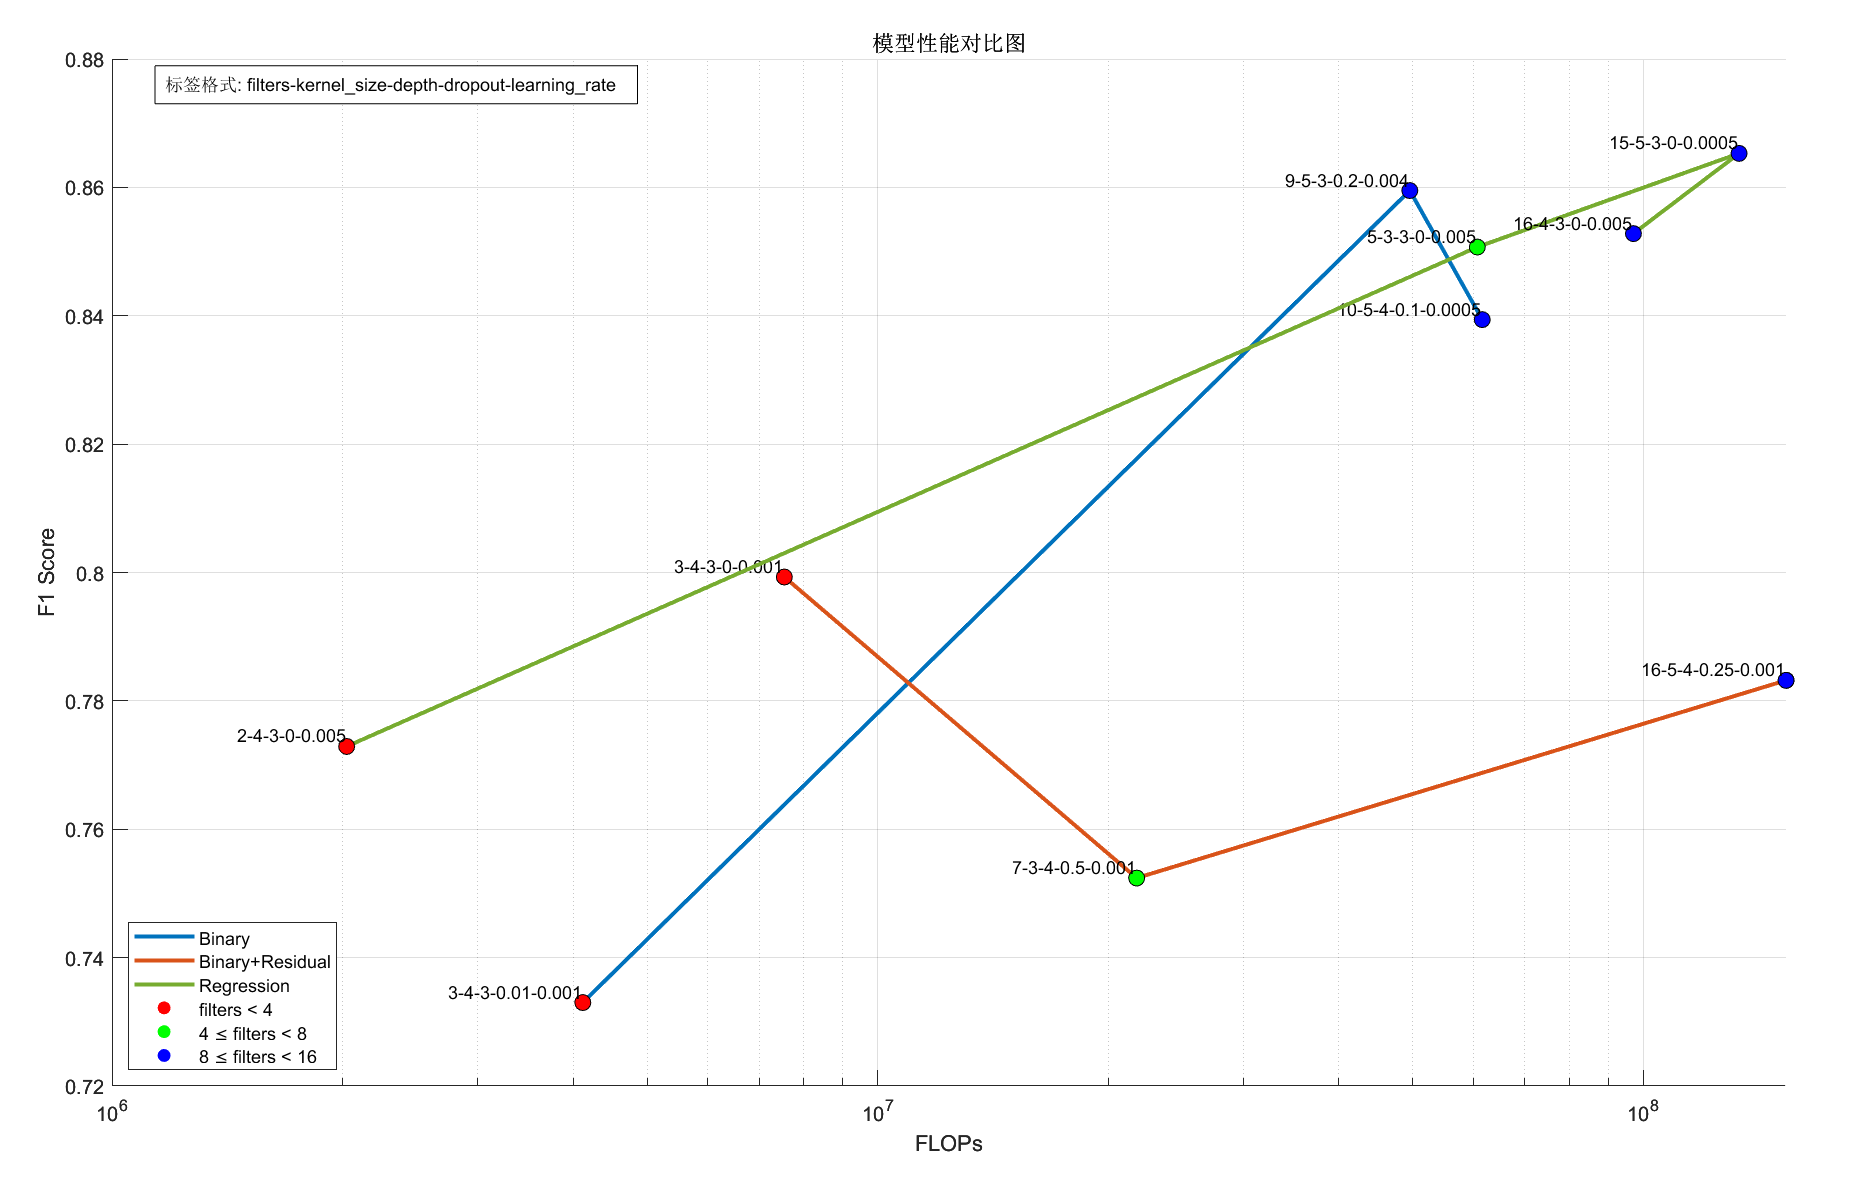 模型性能对比图
标签格式: filters-kernel_size-depth-dropout-learning_rate
0.88
0.86
0.84
0.82
0.8
0.78
0.76
0.74
0.72
F1 Score
15-5-3-0-0.0005
9-5-3-0.2-0.004
16-4-3-0-0.005
5-3-3-0-0.005
10-5-4-0.1-0.0005
3-4-3-0-0.001
16-5-4-0.25-0.001
2-4-3-0-0.005
7-3-4-0.5-0.001
3-4-3-0.01-0.001
Binary
Binary+Residual
Regression
filters < 4
4 ≤ filters < 8
8 ≤ filters < 16
10^6
10^7
10^8
FLOPs